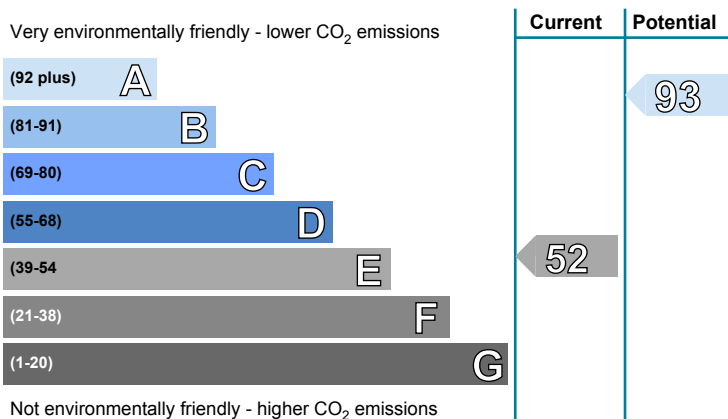 Current Potential
Very environmentally friendly - lower CO2 emissions
(92 plus) A
93
(81-91) B
(69-80) C
(55-68) D
(39-54 E
52
(21-38) F
(1-20) G
Not environmentally friendly - higher CO2 emissions